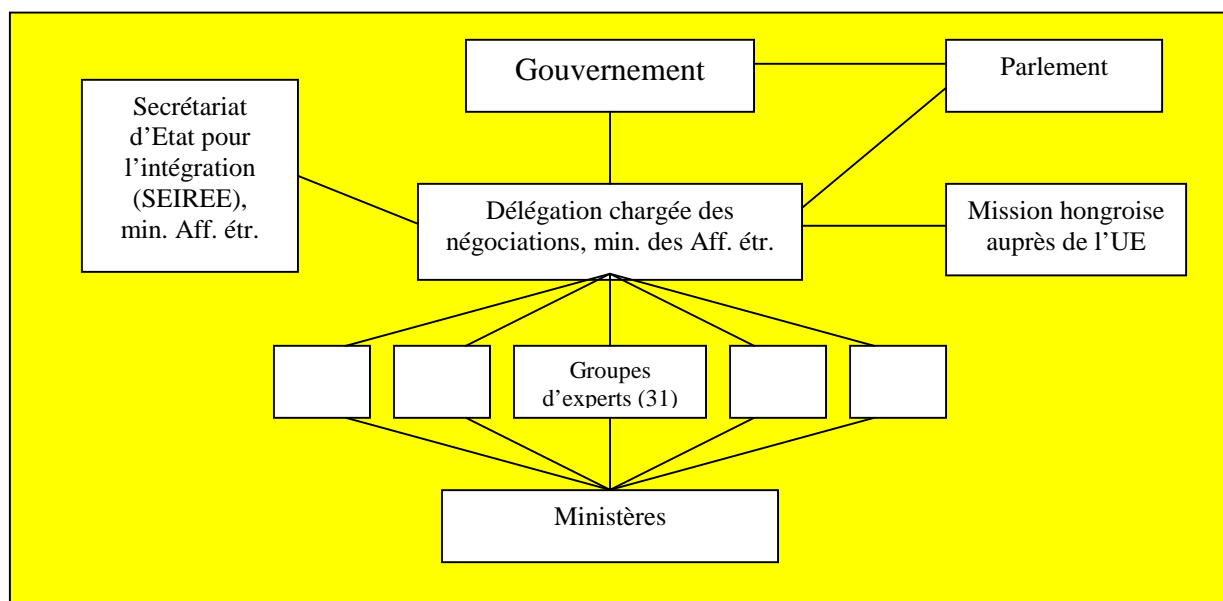 Gouvernement
Parlement
Secrétariat
d’Etat pour
l’intégration
(SEIREE),
min. Aff. étr.
Délégation chargée des
négociations, min. des Aff. étr.
Mission hongroise
auprès de l’UE
Groupes
d’experts (31)
Ministères